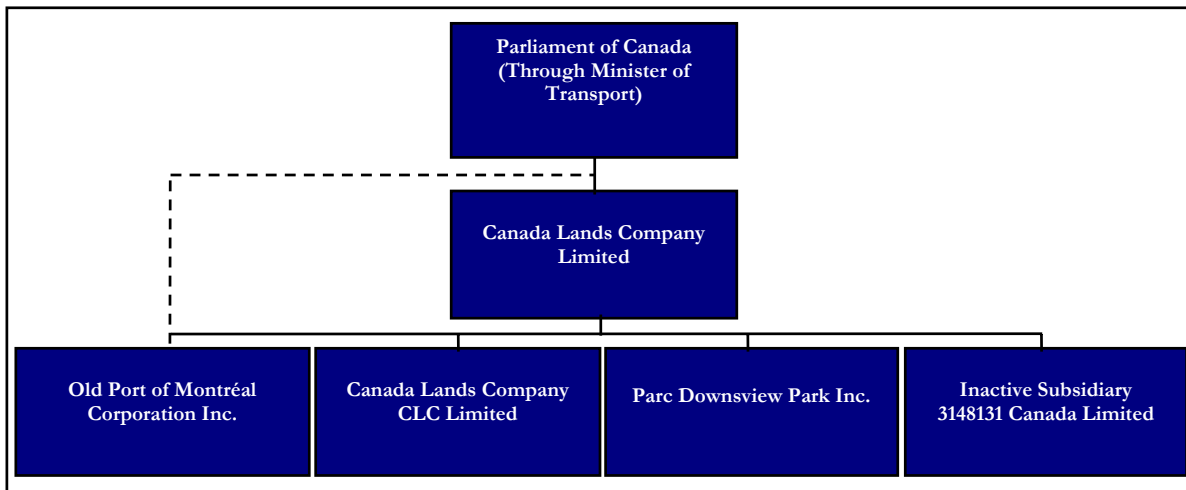 Parliament of Canada
(Through Minister of
Transport)
Canada Lands Company
Limited
Old Port of Montréal
Corporation Inc.
Canada Lands Company
CLC Limited
Parc Downsview Park Inc.
Inactive Subsidiary
3148131 Canada Limited